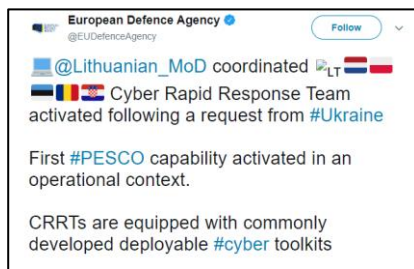 European Defence Agency
@EUDefenceAgency
Follow
@Lithuanian_MoD coordinated LT
Cyber Rapid Response Team
activated following a request from #Ukraine
First #PESCO capability activated in an
operational context.
CRRTs are equipped with commonly
developed deployable #cyber toolkits